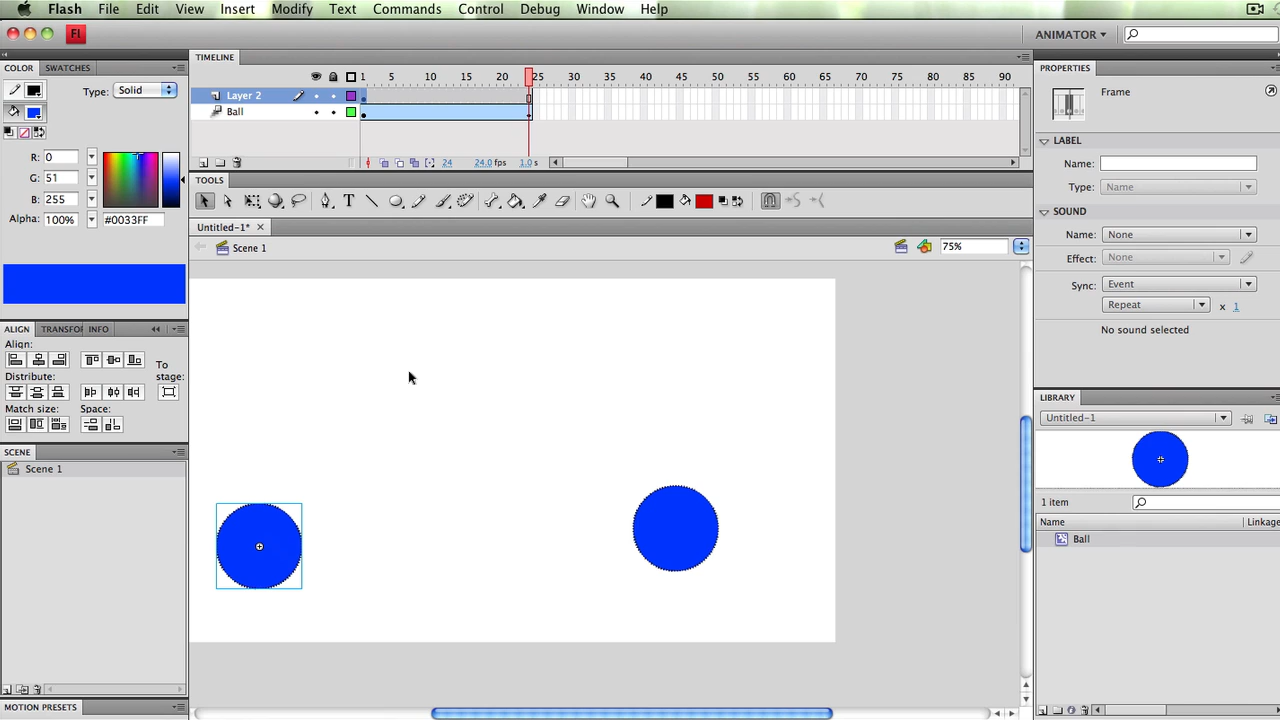 Flash File Edit View Insert Modify Text Commands Control Debug Window Help
Fl ANIMATOR
COLOR SWATCHES
Type: Solid
R: 0
G: 51
B: 255
Alpha: 100% #0033FF
ALIGN TRANSFO INFO
Align:
To
stage:
Distribute:
Match size: Space:
SCENE
Scene 1
MOTION PRESETS
TIMELINE
1 5 10 15 20 25 30 35 40 45 50 55 60 65 70 75 80 85 90
Layer 2
Ball
24 24.0 fps 1.0 s
TOOLS
Untitled-1*
Scene 1
75%
PROPERTIES
Frame
LABEL
Name:
Type: Name
SOUND
Name: None
Effect: None
Sync: Event
Repeat x 1
No sound selected
LIBRARY
Untitled-1
1 item
Name Linkage
Ball